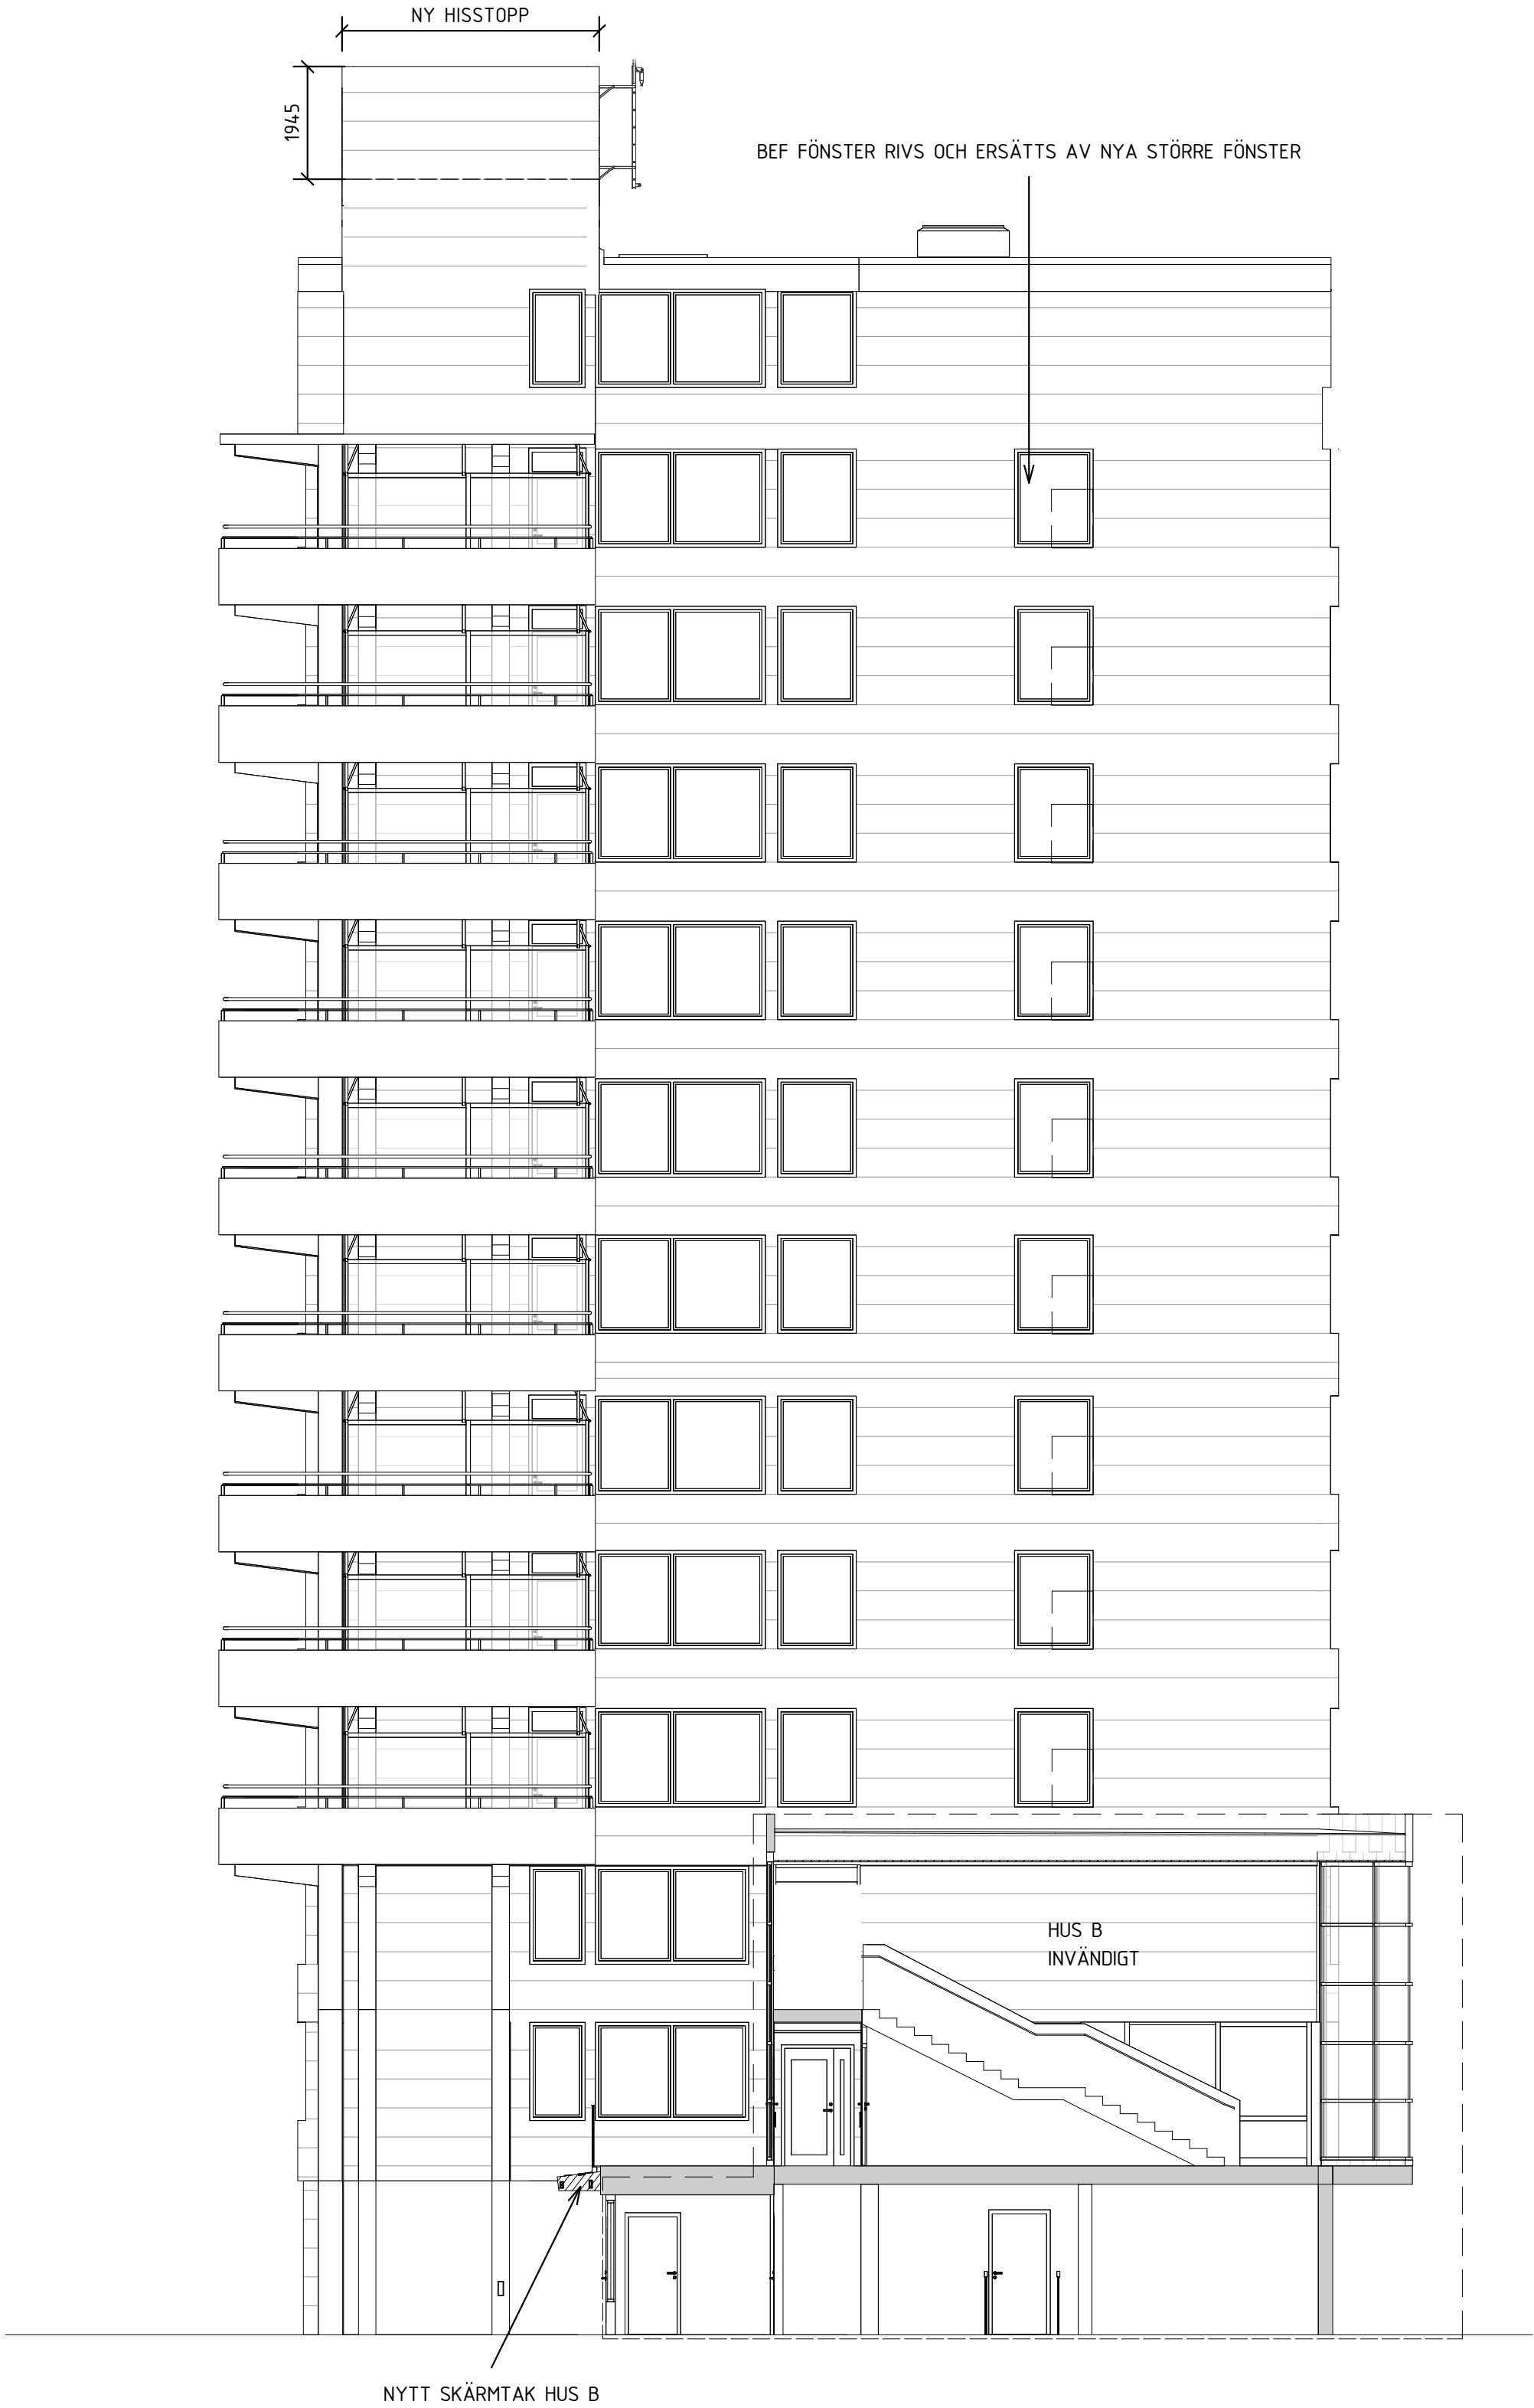 NY HISSTOPP
1945
BEF FÖNSTER RIVS OCH ERSÄTTS AV NYA STÖRRE FÖNSTER
HUS B
INVÄNDIGT
NYTT SKÄRMTAK HUS B